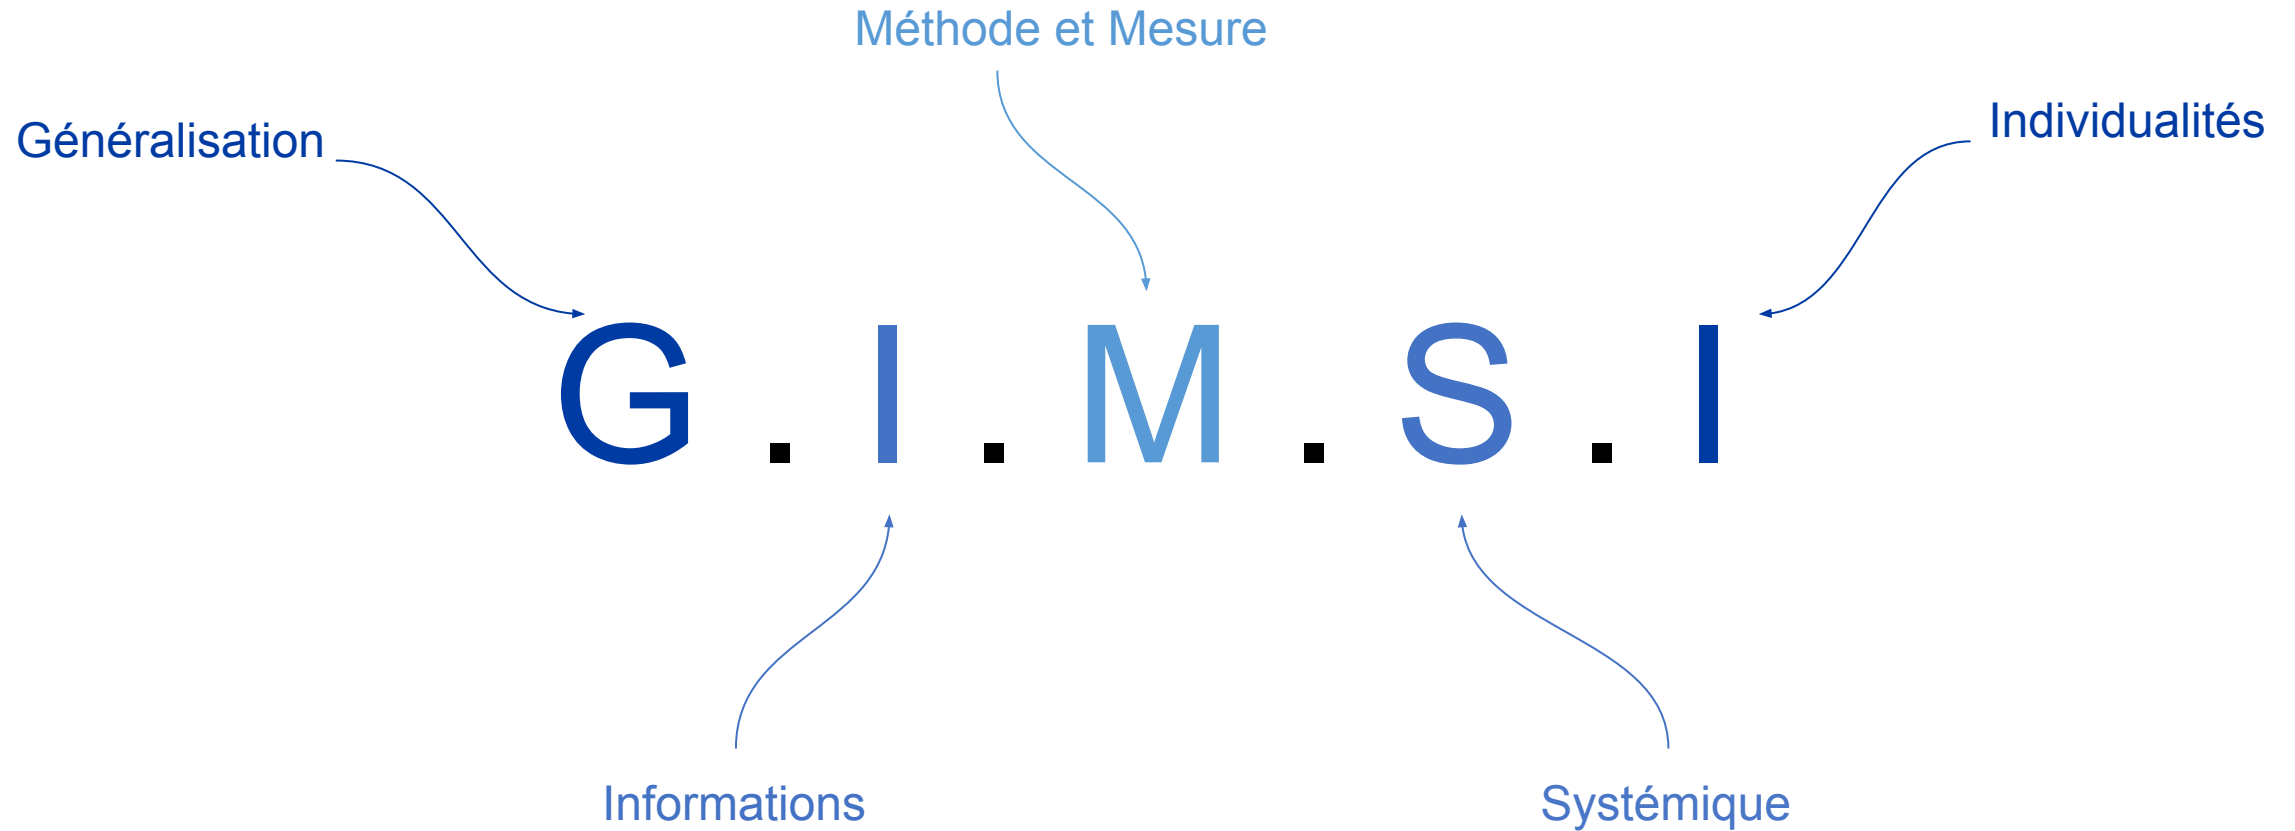 Méthode et Mesure
Généralisation
Individualités
G . I . M . S . I
Informations
Systémique